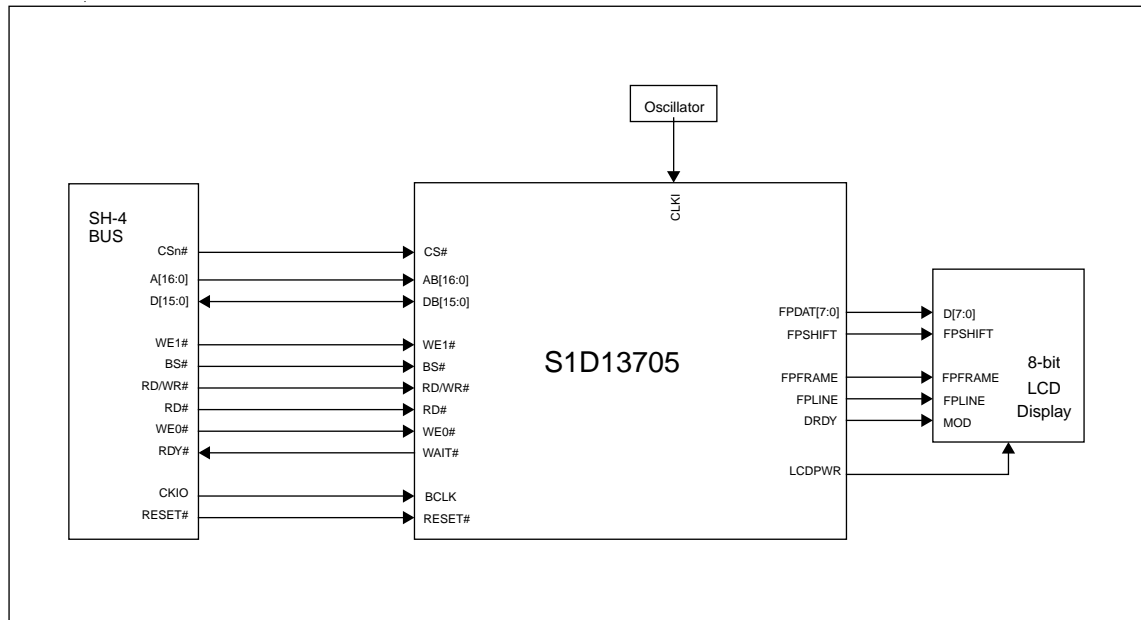 Oscillator
CLKI
SH-4
BUS
CSn#
A[16:0]
D[15:0]
WE1#
BS#
RD/WR#
RD#
WE0#
RDY#
CKIO
RESET#
CS#
AB[16:0]
DB[15:0]
WE1#
BS#
RD/WR#
RD#
WE0#
WAIT#
BCLK
RESET#
S1D13705
FPDAT[7:0]
FPSHIFT
FPFRAME
FPLINE
DRDY
LCDPWR
D[7:0]
FPSHIFT
FPFRAME
FPLINE
MOD
8-bit
LCD
Display